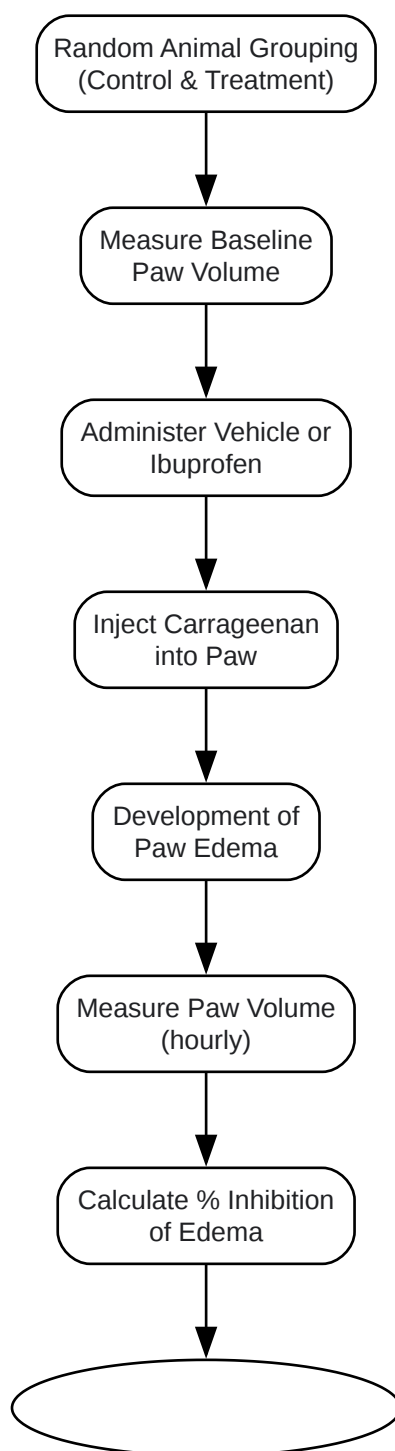 Random Animal Grouping
(Control & Treatment)
Measure Baseline
Paw Volume
Administer Vehicle or
Ibuprofen
Inject Carrageenan
into Paw
Development of
Paw Edema
Measure Paw Volume
(hourly)
Calculate % Inhibition
of Edema